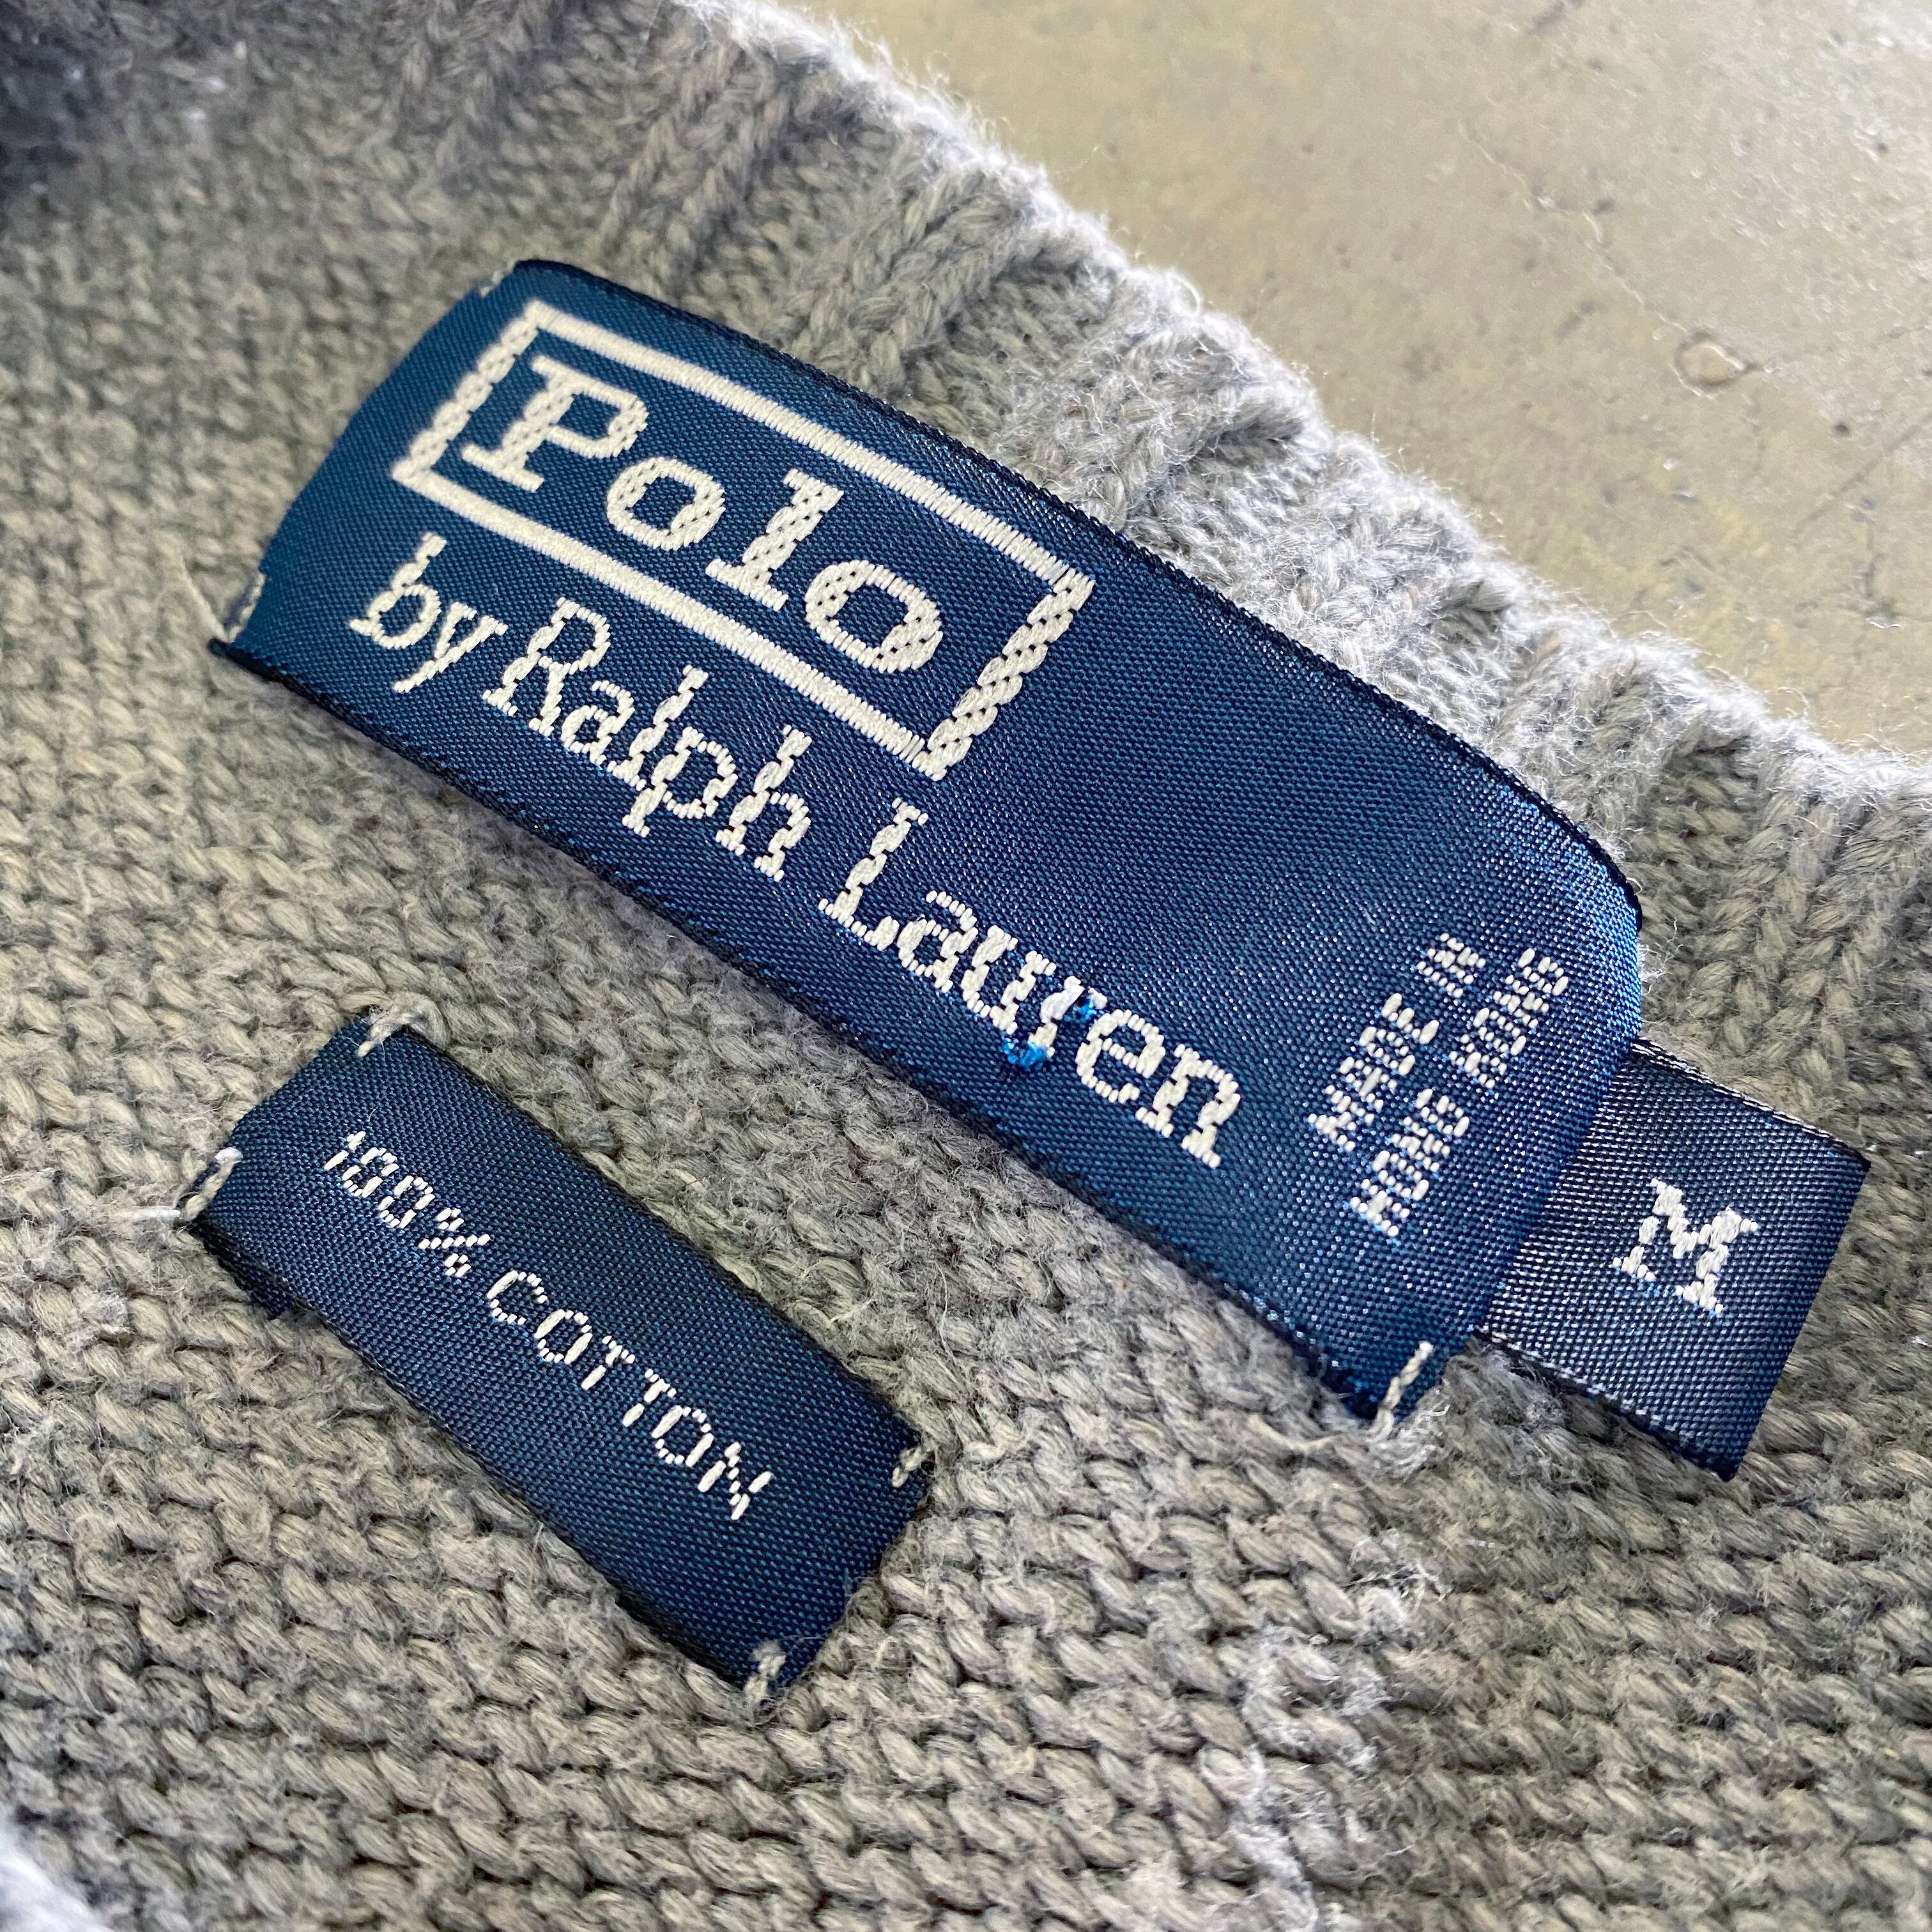 Polo
by Ralph Lauren
MADE IN
HONG KONG
M
100% COTTON